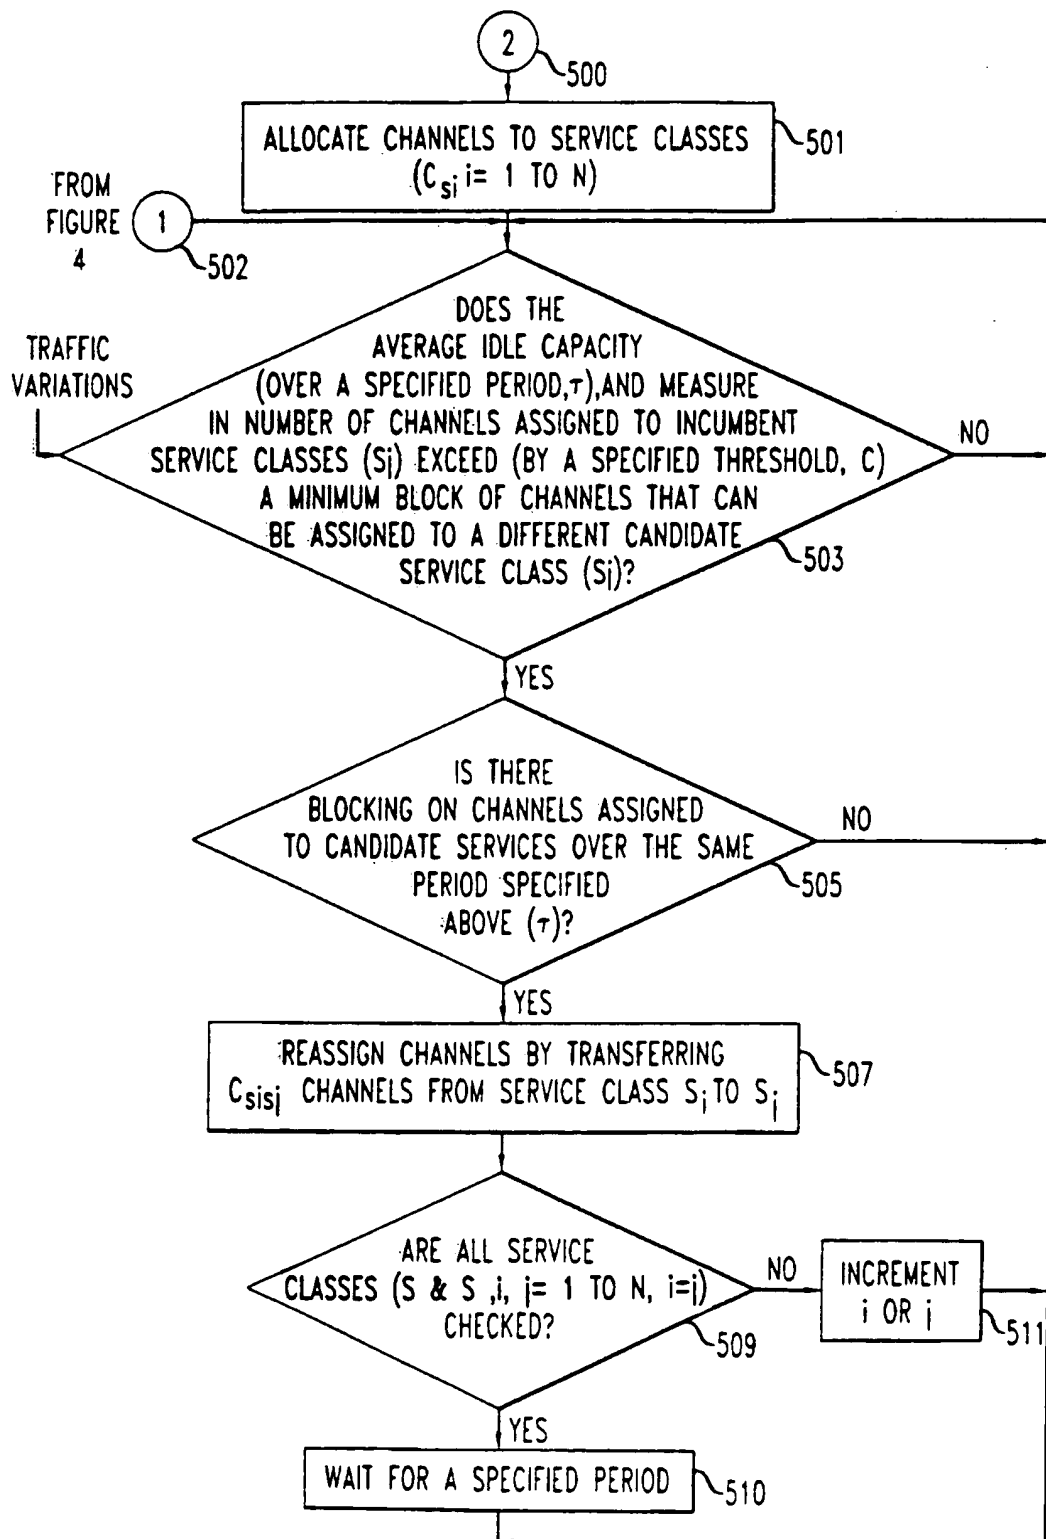 2
500
ALLOCATE CHANNELS TO SERVICE CLASSES
(Csi i= 1 TO N)
501
FROM
FIGURE
4
1
502
TRAFFIC
VARIATIONS
DOES THE
AVERAGE IDLE CAPACITY
(OVER A SPECIFIED PERIOD,τ),AND MEASURE
IN NUMBER OF CHANNELS ASSIGNED TO INCUMBENT
SERVICE CLASSES (Sj) EXCEED (BY A SPECIFIED THRESHOLD, C)
A MINIMUM BLOCK OF CHANNELS THAT CAN
BE ASSIGNED TO A DIFFERENT CANDIDATE
SERVICE CLASS (Sj)?
NO
503
YES
IS THERE
BLOCKING ON CHANNELS ASSIGNED
TO CANDIDATE SERVICES OVER THE SAME
PERIOD SPECIFIED
ABOVE (τ)?
NO
505
YES
REASSIGN CHANNELS BY TRANSFERRING
Csisj CHANNELS FROM SERVICE CLASS Si TO Sj
507
ARE ALL SERVICE
CLASSES (S & S ,i, j= 1 TO N, i=j)
CHECKED?
NO
509
INCREMENT
i OR j
511
YES
WAIT FOR A SPECIFIED PERIOD
510